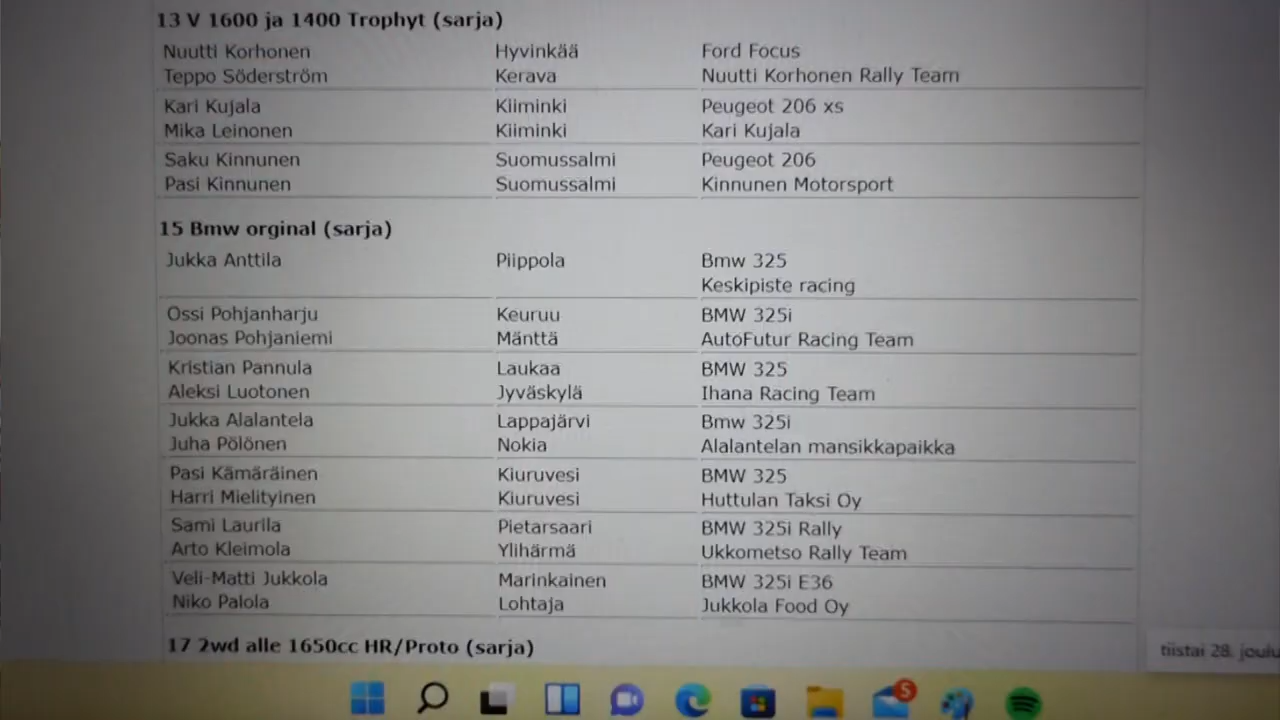 13 V 1600 ja 1400 Trophyt (sarja)
Nuutti Korhonen Hyvinkää Ford Focus
Teppo Söderström Kerava Nuutti Korhonen Rally Team
Kari Kujala Kiiminki Peugeot 206 xs
Mika Leinonen Kiiminki Kari Kujala
Saku Kinnunen Suomussalmi Peugeot 206
Pasi Kinnunen Suomussalmi Kinnunen Motorsport
15 Bmw orginal (sarja)
Jukka Anttila Piippola Bmw 325
Keskipiste racing
Ossi Pohjanharju Keuruu BMW 325i
Joonas Pohjaniemi Mänttä AutoFutur Racing Team
Kristian Pannula Laukaa BMW 325
Aleksi Luotonen Jyväskylä Ihana Racing Team
Jukka Alalantela Lappajärvi Bmw 325i
Juha Pölönen Nokia Alalantelan mansikkapaikka
Pasi Kämäräinen Kiuruvesi BMW 325
Harri Mielityinen Kiuruvesi Huttulan Taksi Oy
Sami Laurila Pietarsaari BMW 325i Rally
Arto Kleimola Ylihärmä Ukkometso Rally Team
Veli-Matti Jukkola Marinkainen BMW 325i E36
Niko Palola Lohtaja Jukkola Food Oy
17 2wd alle 1650cc HR/Proto (sarja)
tiistai 28. joulu
5